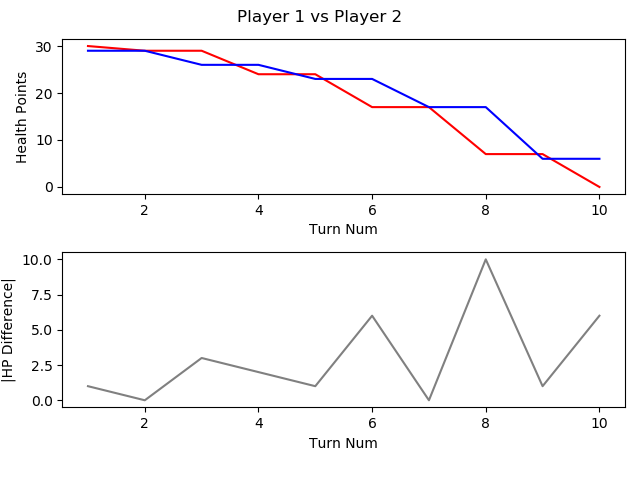 Player 1 vs Player 2
30
20
10
0
Health Points
2 4 6 8 10
Turn Num
10.0
7.5
5.0
2.5
0.0
|HP Difference|
2 4 6 8 10
Turn Num